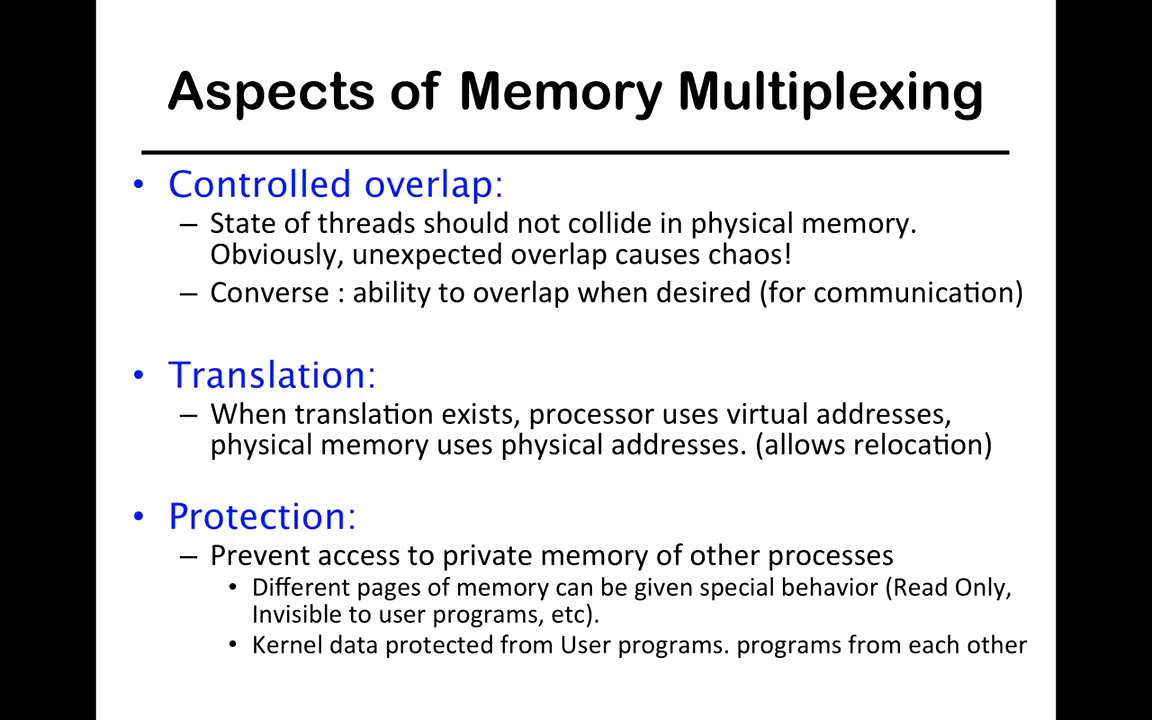 Aspects of Memory Multiplexing
• Controlled overlap:
– State of threads should not collide in physical memory.
Obviously, unexpected overlap causes chaos!
– Converse : ability to overlap when desired (for communication)
• Translation:
– When translation exists, processor uses virtual addresses,
physical memory uses physical addresses. (allows relocation)
• Protection:
– Prevent access to private memory of other processes
• Different pages of memory can be given special behavior (Read Only,
Invisible to user programs, etc).
• Kernel data protected from User programs. programs from each other